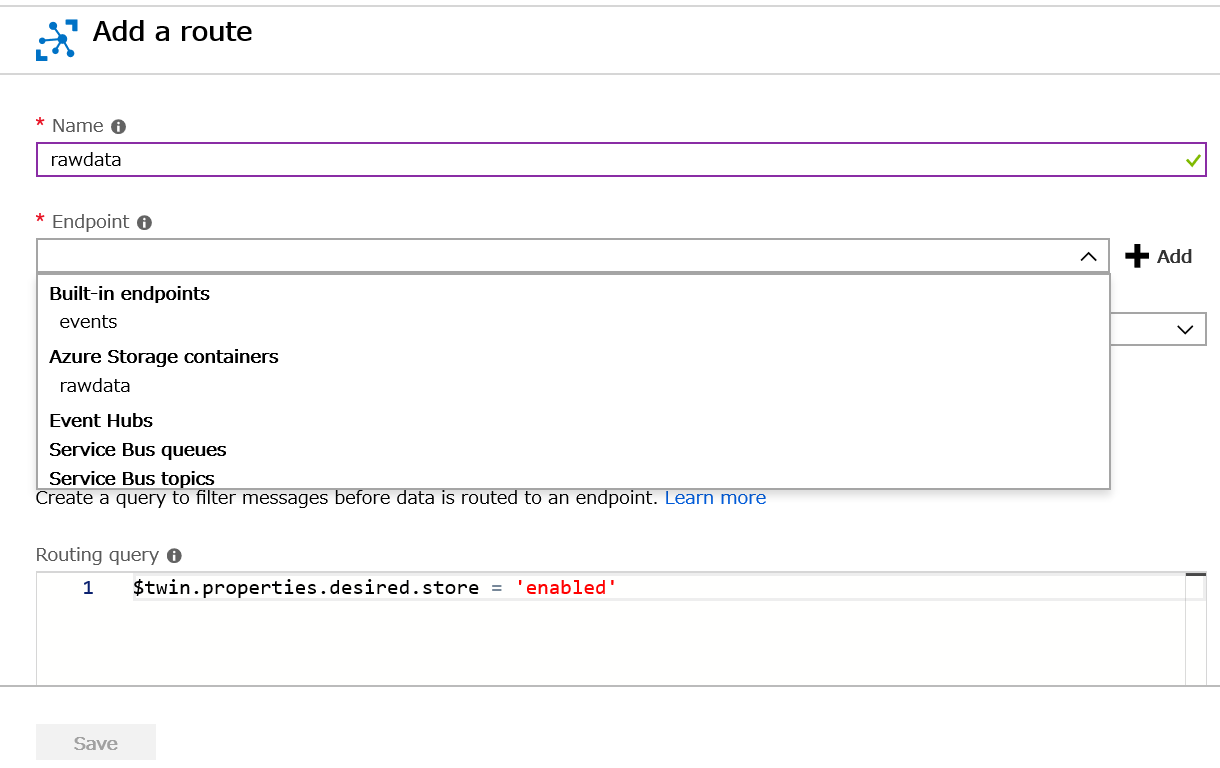 Add a route
* Name
rawdata
* Endpoint
Add
Built-in endpoints
events
Azure Storage containers
rawdata
Event Hubs
Service Bus queues
Service Bus topics
Create a query to filter messages before data is routed to an endpoint. Learn more
Routing query
1 $twin.properties.desired.store = 'enabled'
Save